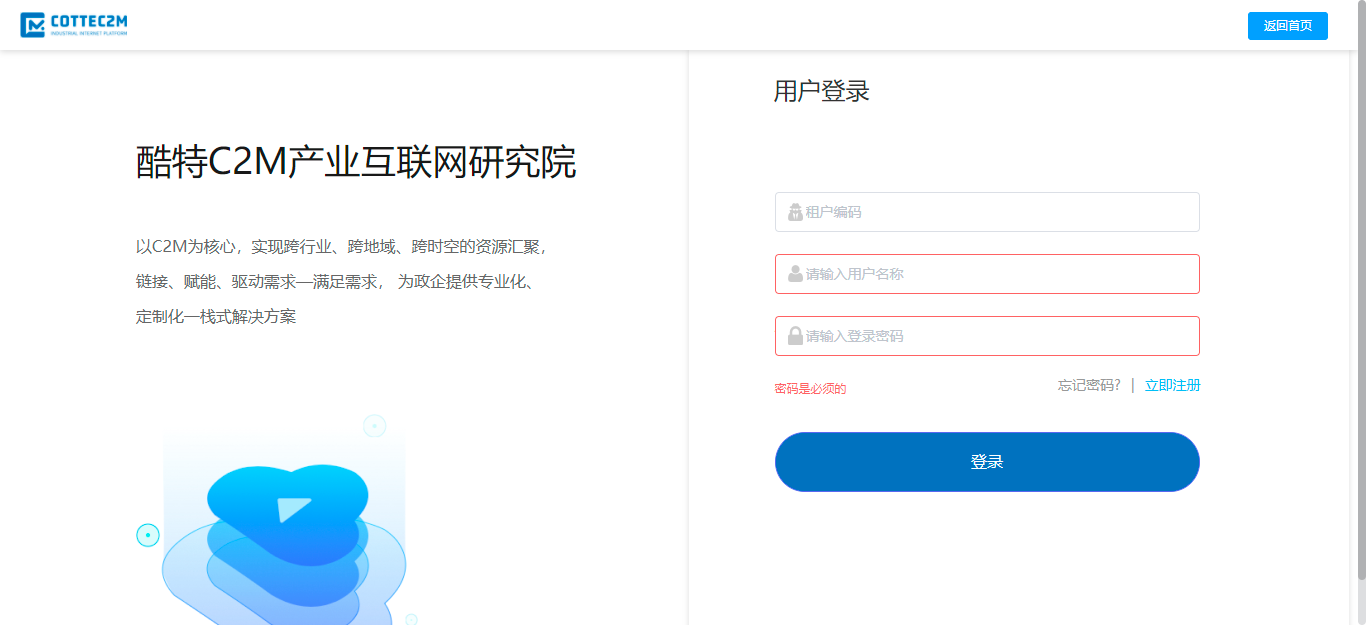 COTTEC2M
INDUSTRIAL INTERNET PLATFORM
返回首页
酷特C2M产业互联网研究院
以C2M为核心，实现跨行业、跨地域、跨时空的资源汇聚，
链接、赋能、驱动需求—满足需求， 为政企提供专业化、
定制化一栈式解决方案
用户登录
租户编码
请输入用户名称
请输入登录密码
密码是必须的
忘记密码? | 立即注册
登录